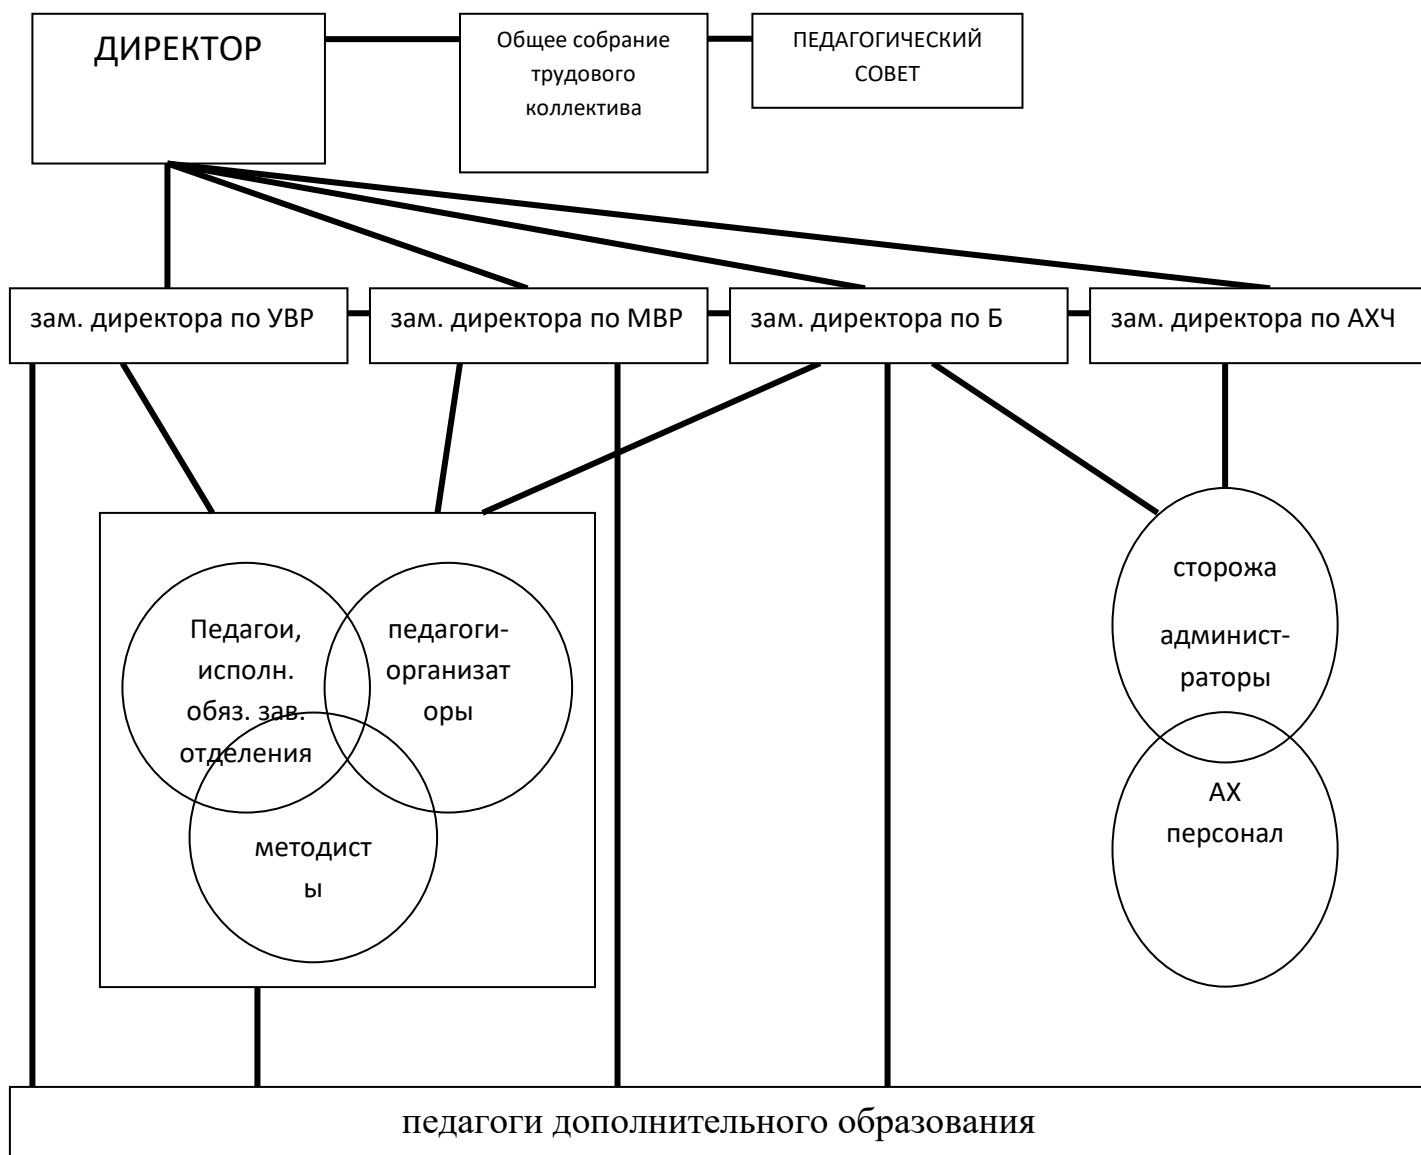 ДИРЕКТОР
Общее собрание
трудового
коллектива
ПЕДАГОГИЧЕСКИЙ
СОВЕТ
зам. директора по УВР
зам. директора по МВР
зам. директора по Б
зам. директора по АХЧ
Педагои,
исполн.
обяз. зав.
отделения
педагоги-
организат
оры
методист
ы
сторожа
админист-
раторы
АХ
персонал
педагоги дополнительного образования